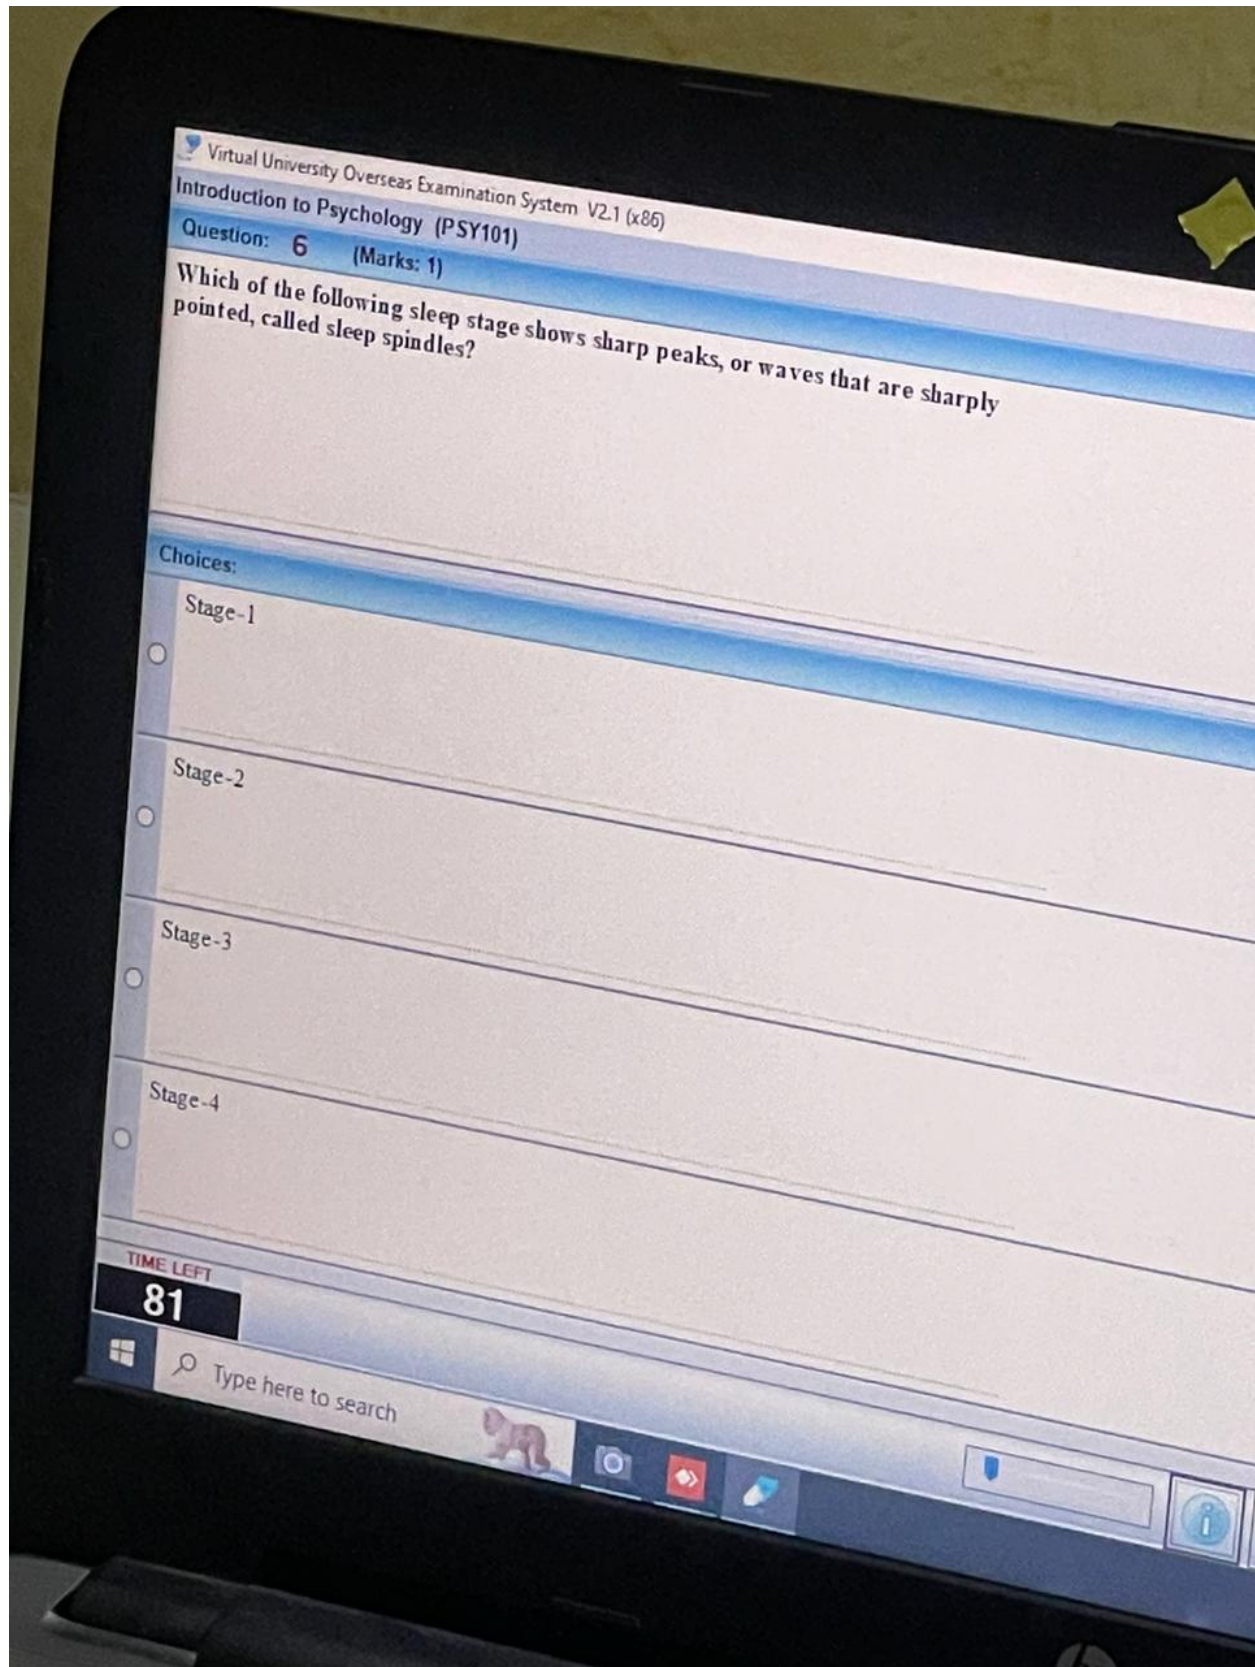 Virtual University Overseas Examination System V2.1 (x86)
Introduction to Psychology (PSY101)
Question: 6 (Marks: 1)
Which of the following sleep stage shows sharp peaks, or waves that are sharply
pointed, called sleep spindles?
Choices:
Stage-1
Stage-2
Stage-3
Stage-4
TIME LEFT
81
Type here to search